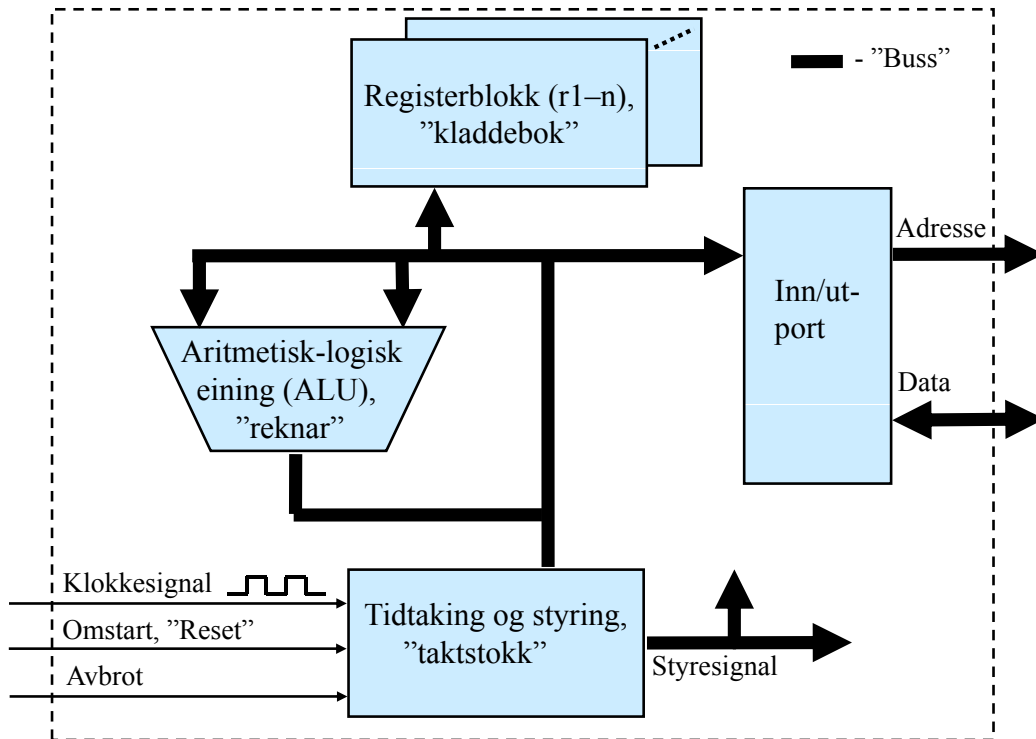 Registerblokk (r1–n),
”kladdebok”
- ”Buss”
Adresse
Inn/ut-
port
Data
Aritmetisk-logisk
eining (ALU),
”reknar”
Klokkesignal
Omstart, ”Reset”
Avbrot
Tidtaking og styring,
”taktstokk”
Styresignal